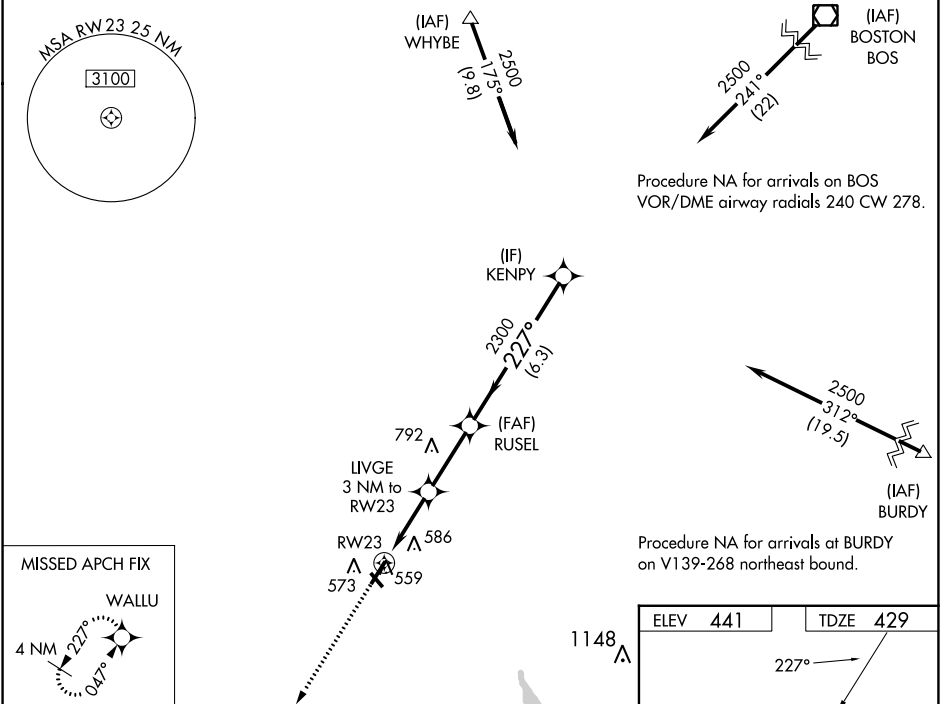 MSA RW 23 25 NM
3100
(IAF)
WHYBE
2500
175°
(9.8)
(IAF)
BOSTON
BOS
2500
241°
(22)
Procedure NA for arrivals on BOS
VOR/DME airway radials 240 CW 278.
(IF)
KENPY
2300
227°
(6.3)
(FAF)
RUSEL
792
LIVGE
3 NM to
RW23
RW23
586
573
559
2500
312°
(19.5)
(IAF)
BURDY
Procedure NA for arrivals at BURDY
on V139-268 northeast bound.
MISSED APCH FIX
WALLU
4 NM
227°
047°
1148
ELEV 441
TDZE 429
227°